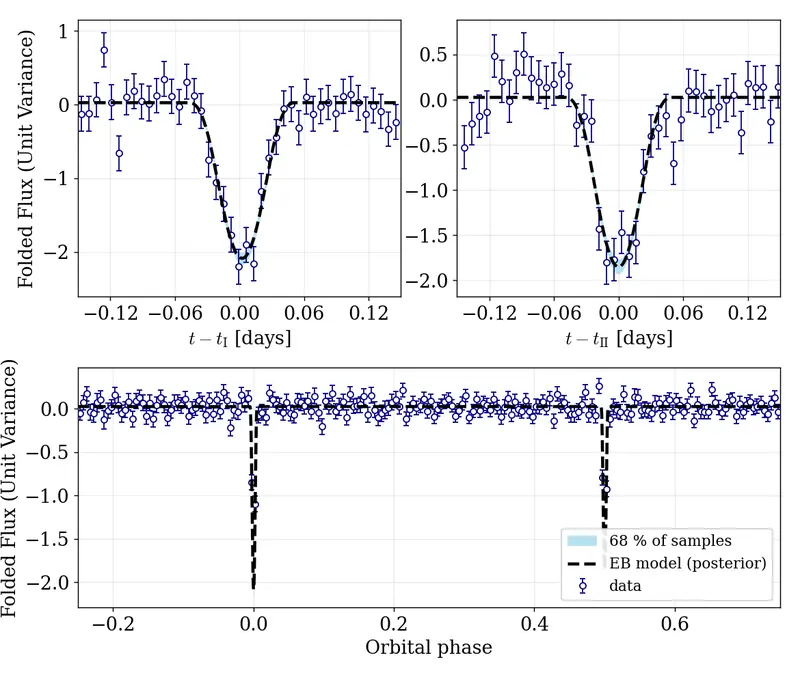 Folded Flux (Unit Variance)
1
0
−1
−2
−0.12 −0.06 0.00 0.06 0.12
t − tI [days]
0.5
0.0
−0.5
−1.0
−1.5
−2.0
−0.12 −0.06 0.00 0.06 0.12
t − tII [days]
Folded Flux (Unit Variance)
0.0
−0.5
−1.0
−1.5
−2.0
68 % of samples
EB model (posterior)
data
−0.2 0.0 0.2 0.4 0.6
Orbital phase